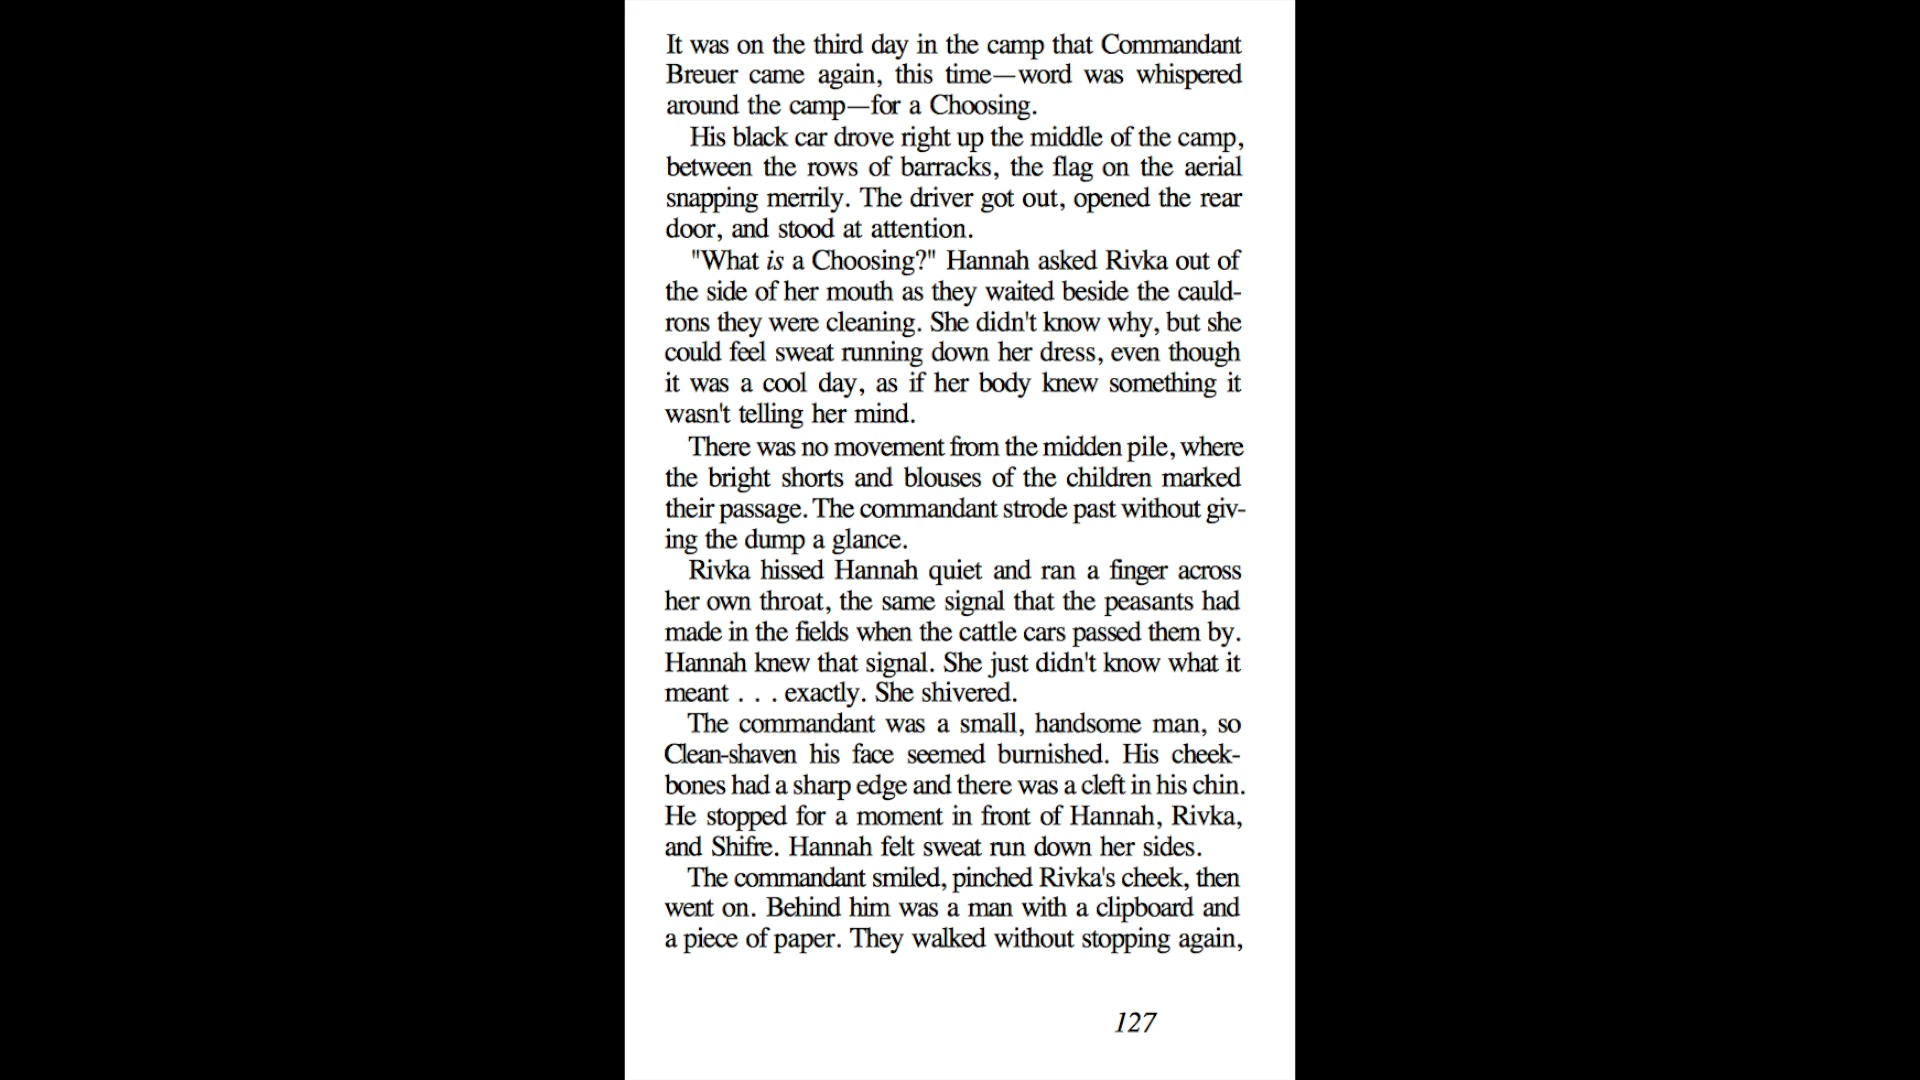 It was on the third day in the camp that Commandant
Breuer came again, this time—word was whispered
around the camp—for a Choosing.
His black car drove right up the middle of the camp,
between the rows of barracks, the flag on the aerial
snapping merrily. The driver got out, opened the rear
door, and stood at attention.
"What is a Choosing?" Hannah asked Rivka out of
the side of her mouth as they waited beside the cauld-
rons they were cleaning. She didn't know why, but she
could feel sweat running down her dress, even though
it was a cool day, as if her body knew something it
wasn't telling her mind.
There was no movement from the midden pile, where
the bright shorts and blouses of the children marked
their passage. The commandant strode past without giv-
ing the dump a glance.
Rivka hissed Hannah quiet and ran a finger across
her own throat, the same signal that the peasants had
made in the fields when the cattle cars passed them by.
Hannah knew that signal. She just didn't know what it
meant . . . exactly. She shivered.
The commandant was a small, handsome man, so
Clean-shaven his face seemed burnished. His cheek-
bones had a sharp edge and there was a cleft in his chin.
He stopped for a moment in front of Hannah, Rivka,
and Shifre. Hannah felt sweat run down her sides.
The commandant smiled, pinched Rivka's cheek, then
went on. Behind him was a man with a clipboard and
a piece of paper. They walked without stopping again,
127